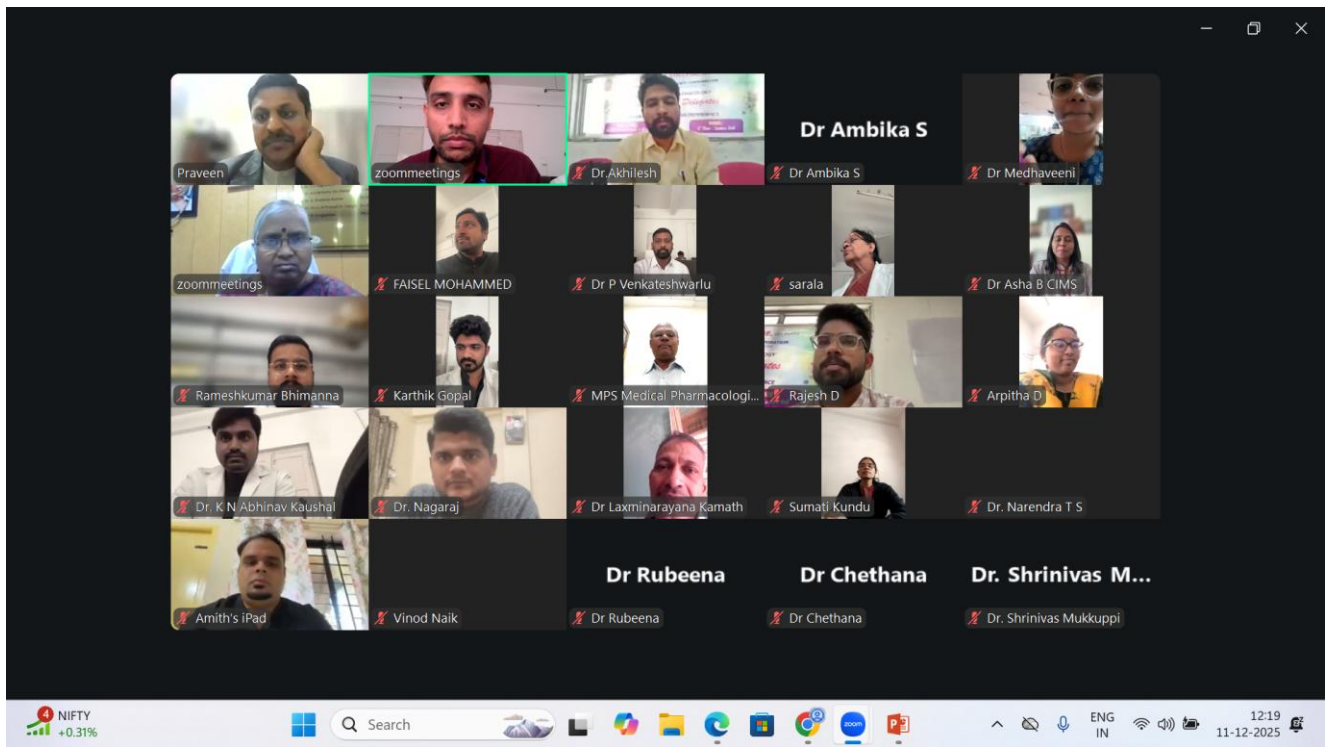 Dr Ambika S
Praveen
zoommeetings
Dr.Akhilesh
Dr Ambika S
Dr Medhaveeni
zoommeetings
FAISEL MOHAMMED
Dr P Venkateshwarlu
sarala
Dr Asha B CIMS
Rameshkumar Bhimanna
Karthik Gopal
MPS Medical Pharmacologi...
Rajesh D
Arpitha D
Dr. K N Abhinav Kaushal
Dr. Nagaraj
Dr Laxminarayana Kamath
Sumati Kundu
Dr. Narendra T S
Dr Rubeena
Dr Chethana
Dr. Shrinivas M...
Amith's iPad
Vinod Naik
Dr Rubeena
Dr Chethana
Dr. Shrinivas Mukkuppi
4
NIFTY
+0.31%
Search
zoom
ENG
IN
12:19
11-12-2025